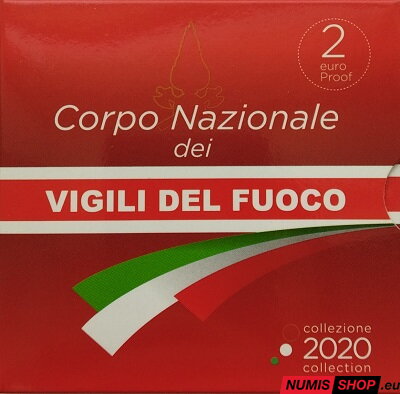 2
euro
Proof
Corpo Nazionale
dei
VIGILI DEL FUOCO
collezione
2020
collection
NUMIS SHOP.eu